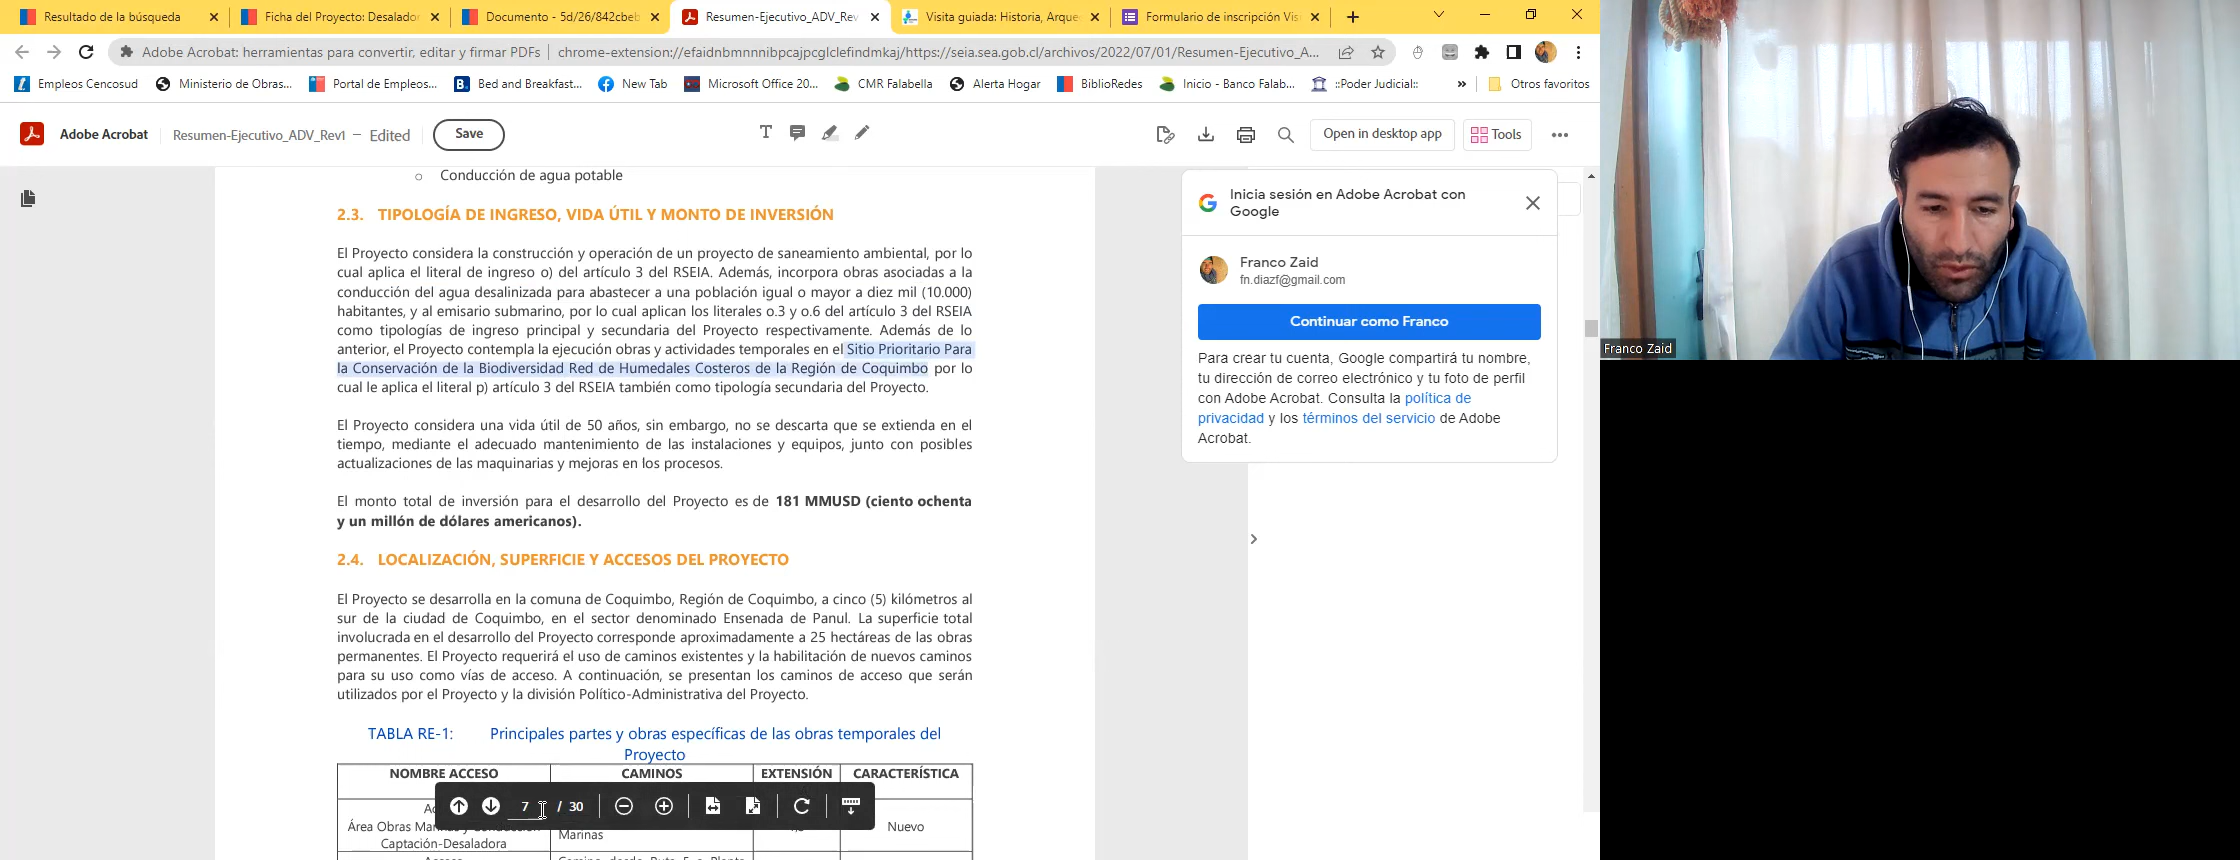 Resultado de la búsqueda
Ficha del Proyecto: Desalador
Documento - 5d/26/842cbeb
Resumen-Ejecutivo_ADV_Rev
Visita guiada: Historia, Arque
Formulario de inscripción Vis
Adobe Acrobat: herramientas para convertir, editar y firmar PDFs
chrome-extension://efaidnbmnnnibpcajpcglclefindmkaj/https://seia.sea.gob.cl/archivos/2022/07/01/Resumen-Ejecutivo_A...
Empleos Cencosud
Ministerio de Obras...
Portal de Empleos...
Bed and Breakfast...
New Tab
Microsoft Office 20...
CMR Falabella
Alerta Hogar
BiblioRedes
Inicio - Banco Falab...
::Poder Judicial::
»
Otros favoritos
Adobe Acrobat
Resumen-Ejecutivo_ADV_Rev1 — Edited
Save
Open in desktop app
Tools
o Conducción de agua potable
2.3. TIPOLOGÍA DE INGRESO, VIDA ÚTIL Y MONTO DE INVERSIÓN
El Proyecto considera la construcción y operación de un proyecto de saneamiento ambiental, por lo
cual aplica el literal de ingreso o) del artículo 3 del RSEIA. Además, incorpora obras asociadas a la
conducción del agua desalinizada para abastecer a una población igual o mayor a diez mil (10.000)
habitantes, y al emisario submarino, por lo cual aplican los literales o.3 y o.6 del artículo 3 del RSEIA
como tipologías de ingreso principal y secundaria del Proyecto respectivamente. Además de lo
anterior, el Proyecto contempla la ejecución obras y actividades temporales en el Sitio Prioritario Para
la Conservación de la Biodiversidad Red de Humedales Costeros de la Región de Coquimbo por lo
cual le aplica el literal p) artículo 3 del RSEIA también como tipología secundaria del Proyecto.
El Proyecto considera una vida útil de 50 años, sin embargo, no se descarta que se extienda en el
tiempo, mediante el adecuado mantenimiento de las instalaciones y equipos, junto con posibles
actualizaciones de las maquinarias y mejoras en los procesos.
El monto total de inversión para el desarrollo del Proyecto es de 181 MMUSD (ciento ochenta
y un millón de dólares americanos).
2.4. LOCALIZACIÓN, SUPERFICIE Y ACCESOS DEL PROYECTO
El Proyecto se desarrolla en la comuna de Coquimbo, Región de Coquimbo, a cinco (5) kilómetros al
sur de la ciudad de Coquimbo, en el sector denominado Ensenada de Panul. La superficie total
involucrada en el desarrollo del Proyecto corresponde aproximadamente a 25 hectáreas de las obras
permanentes. El Proyecto requerirá el uso de caminos existentes y la habilitación de nuevos caminos
para su uso como vías de acceso. A continuación, se presentan los caminos de acceso que serán
utilizados por el Proyecto y la división Político-Administrativa del Proyecto.
TABLA RE-1: Principales partes y obras específicas de las obras temporales del
Proyecto
NOMBRE ACCESO CAMINOS EXTENSIÓN CARACTERÍSTICA
Área Obras
Captación-Desaladora
Marinas
Nuevo
7 / 30
Inicia sesión en Adobe Acrobat con
Google
Franco Zaid
fn.diazf@gmail.com
Continuar como Franco
Para crear tu cuenta, Google compartirá tu nombre,
tu dirección de correo electrónico y tu foto de perfil
con Adobe Acrobat. Consulta la política de
privacidad y los términos del servicio de Adobe
Acrobat.
Franco Zaid